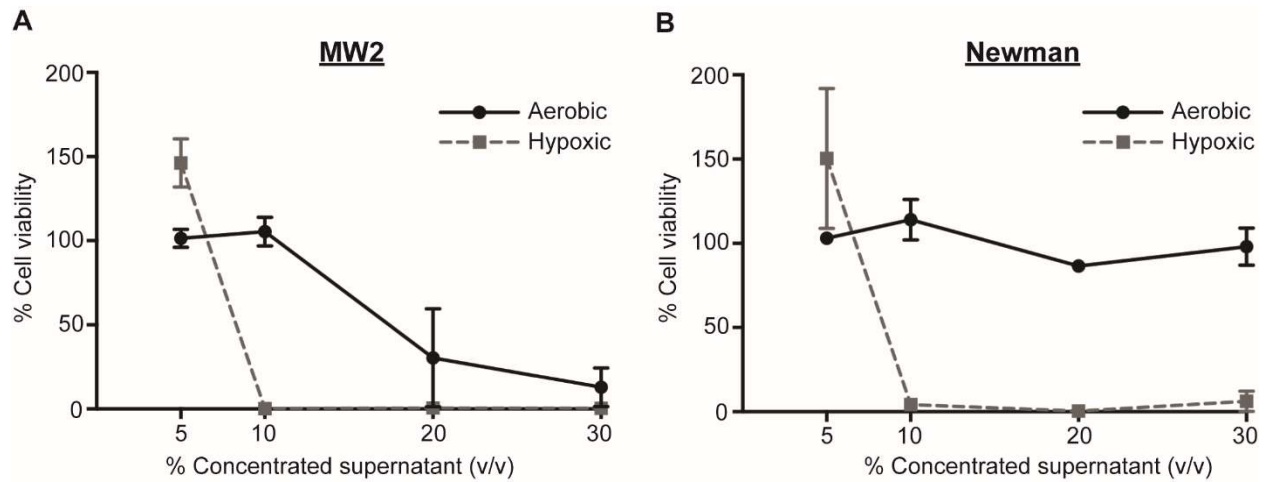 A
MW2
200
150
100
50
0
5 10 20 30
% Cell viability
% Concentrated supernatant (v/v)
Aerobic
Hypoxic
B
Newman
200
150
100
50
0
5 10 20 30
% Cell viability
% Concentrated supernatant (v/v)
Aerobic
Hypoxic